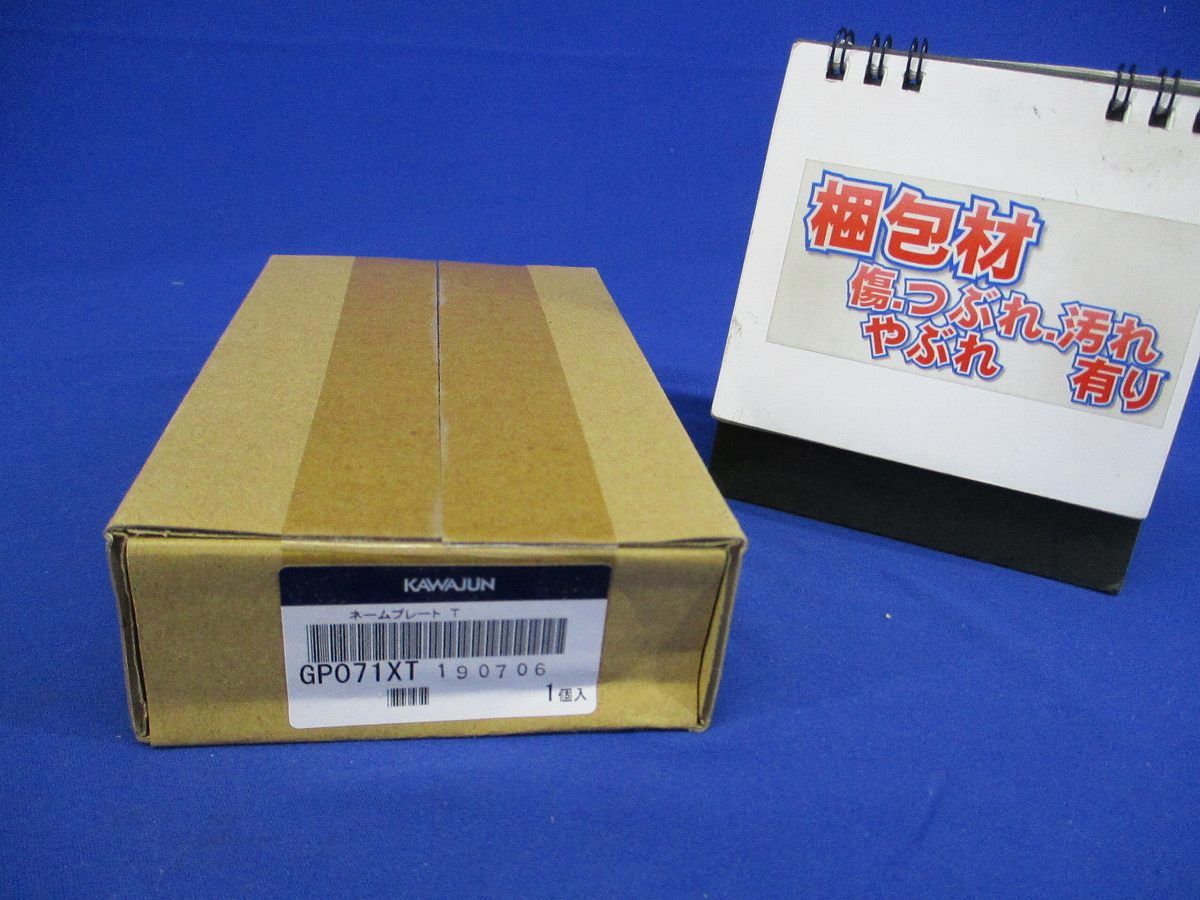 KAWAJUN
ネームプレート T
GP071XT 190706
1個入
梱包材
傷.つぶれ.汚れ
やぶれ 有り